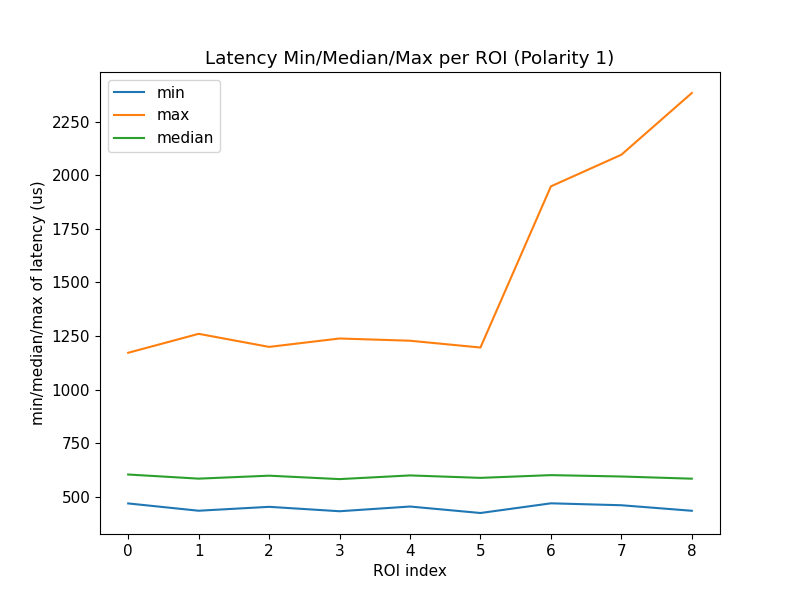 Latency Min/Median/Max per ROI (Polarity 1)
min
max
median
min/median/max of latency (us)
2250
2000
1750
1500
1250
1000
750
500
0 1 2 3 4 5 6 7 8
ROI index